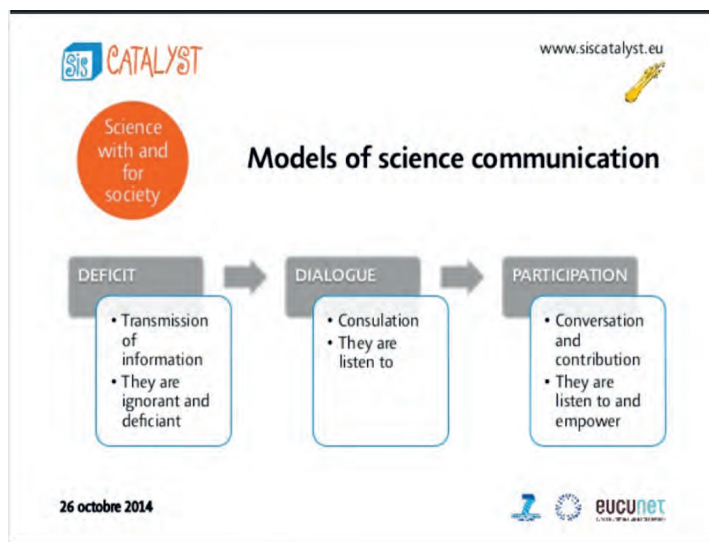 SiS CATALYST
www.siscatalyst.eu
Science
with and
for
society
Models of science communication
DEFICIT
• Transmission
of
information
• They are
ignorant and
deficiant
DIALOGUE
• Consulation
• They are
listen to
PARTICIPATION
• Conversation
and
contribution
• They are
listen to and
empower
26 octobre 2014
eucunet